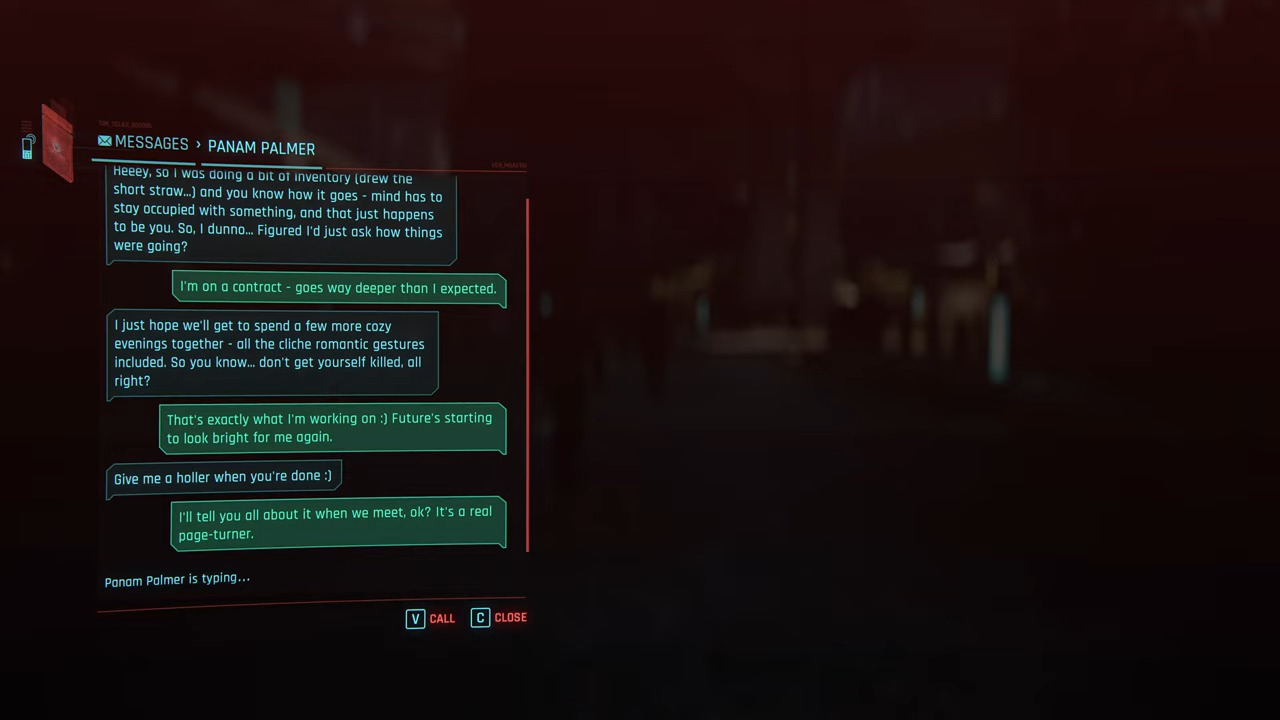 MESSAGES › PANAM PALMER
Heeey, so I was doing a bit of inventory (drew the
short straw...) and you know how it goes - mind has to
stay occupied with something, and that just happens
to be you. So, I dunno... Figured I'd just ask how things
were going?
I'm on a contract - goes way deeper than I expected.
I just hope we'll get to spend a few more cozy
evenings together - all the cliche romantic gestures
included. So you know... don't get yourself killed, all
right?
That's exactly what I'm working on :) Future's starting
to look bright for me again.
Give me a holler when you're done :)
I'll tell you all about it when we meet, ok? It's a real
page-turner.
Panam Palmer is typing...
V CALL C CLOSE